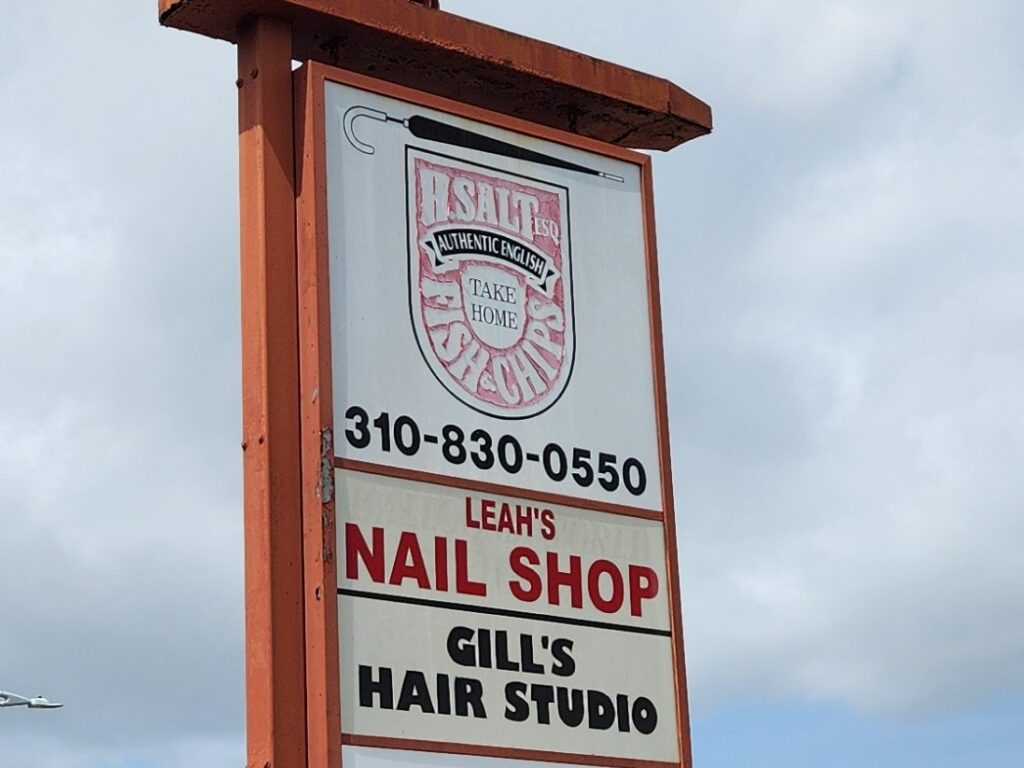 H.SALT ESQ
AUTHENTIC ENGLISH
TAKE
HOME
FISH & CHIPS
310-830-0550
LEAH'S
NAIL SHOP
GILL'S
HAIR STUDIO